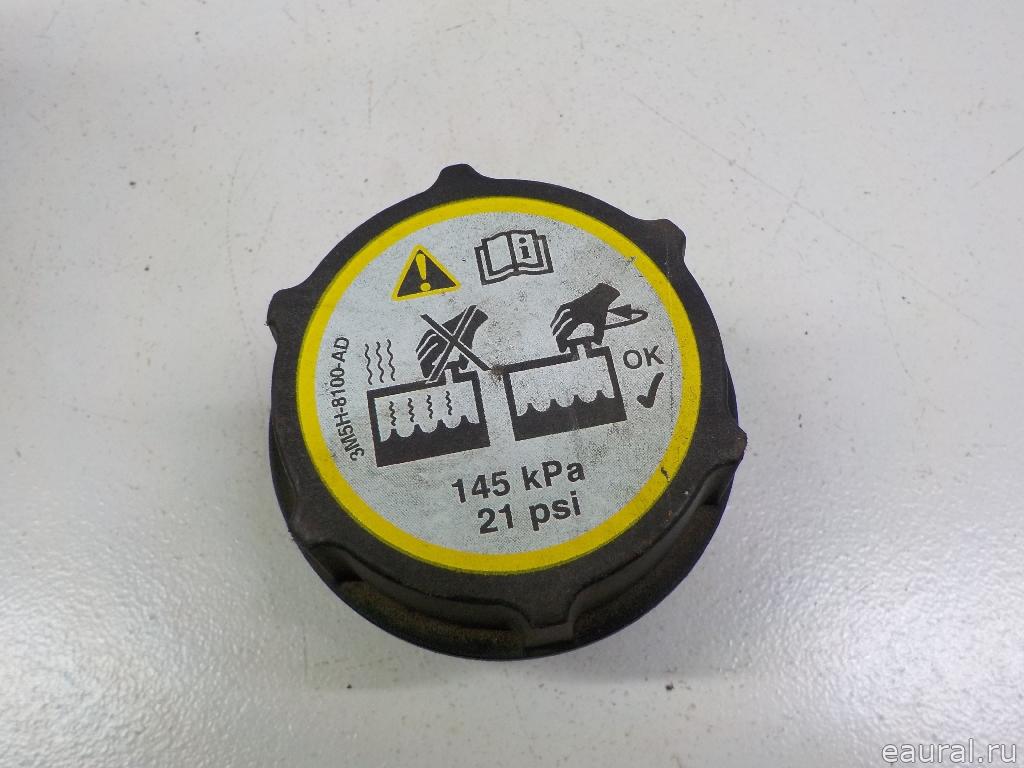 3M5H-8100-AD
OK
145 kPa
21 psi
eaural.ru